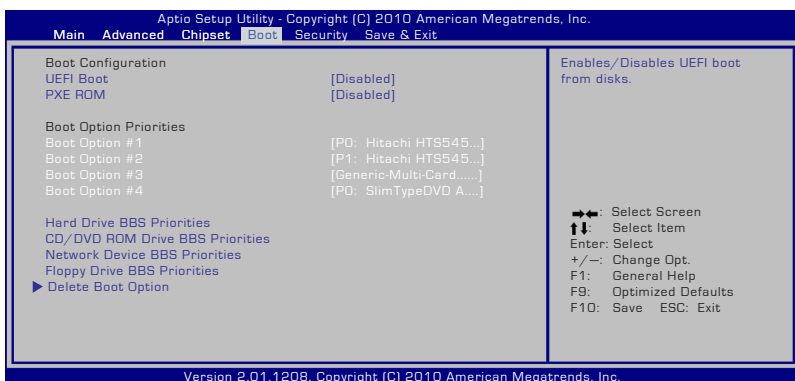 Aptio Setup Utility - Copyright (C) 2010 American Megatrends, Inc.
Main Advanced Chipset Boot Security Save & Exit
Boot Configuration
UEFI Boot [Disabled]
PXE ROM [Disabled]
Boot Option Priorities
Boot Option #1 [P0: Hitachi HTS545...]
Boot Option #2 [P1: Hitachi HTS545...]
Boot Option #3 [Generic-Multi-Card......]
Boot Option #4 [P0: SlimTypeDVD A....]
Hard Drive BBS Priorities
CD/DVD ROM Drive BBS Priorities
Network Device BBS Priorities
Floppy Drive BBS Priorities
Delete Boot Option
Enables/Disables UEFI boot
from disks.
→←: Select Screen
↑↓: Select Item
Enter: Select
+/—: Change Opt.
F1: General Help
F9: Optimized Defaults
F10: Save ESC: Exit
Version 2.01.1208. Copyright (C) 2010 American Megatrends, Inc.